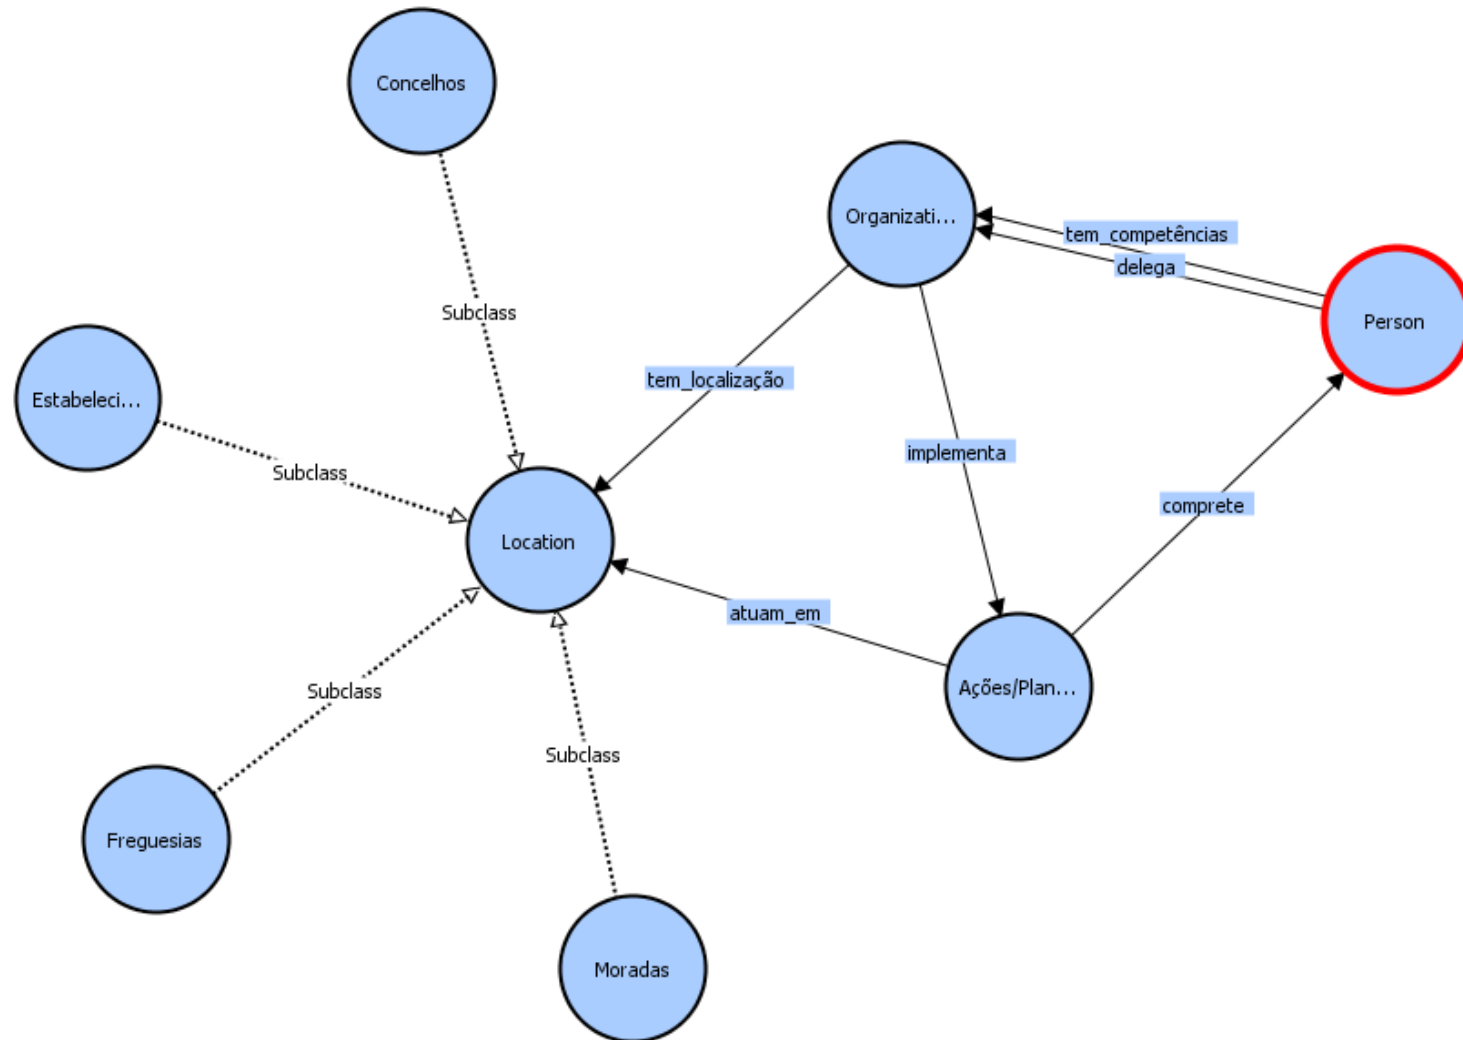 Concelhos
Organizati...
tem_competências
delega
Person
Subclass
tem_localização
Estabeleci...
implementa
Subclass
comprete
Location
atuam_em
Ações/Plan...
Subclass
Subclass
Freguesias
Moradas